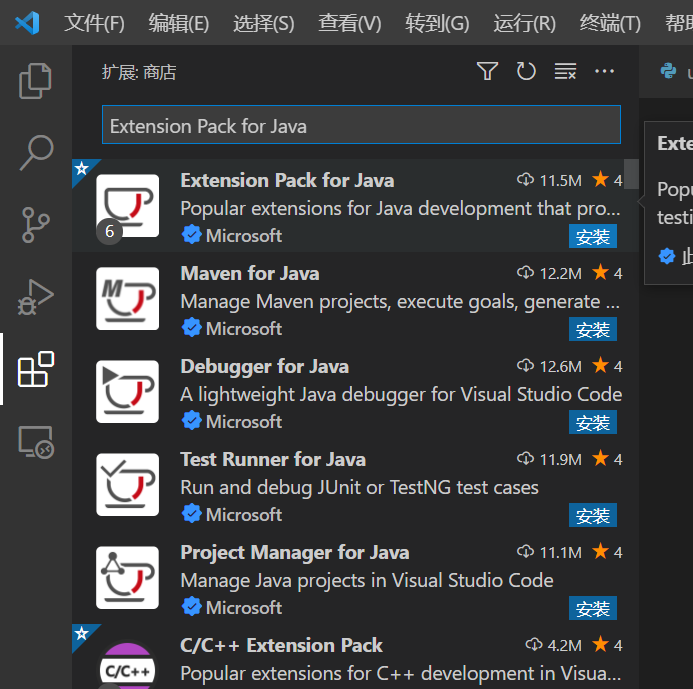 文件(F) 编辑(E) 选择(S) 查看(V) 转到(G) 运行(R) 终端(T)
扩展: 商店
Extension Pack for Java
Extension Pack for Java 11.5M 4
Popular extensions for Java development that pro...
6
Microsoft 安装
Maven for Java 12.2M 4
Manage Maven projects, execute goals, generate ...
M
Microsoft 安装
Debugger for Java 12.6M 4
A lightweight Java debugger for Visual Studio Code
Microsoft 安装
Test Runner for Java 11.9M 4
Run and debug JUnit or TestNG test cases
Microsoft 安装
Project Manager for Java 11.1M 4
Manage Java projects in Visual Studio Code
Microsoft 安装
C/C++ Extension Pack 4.2M 4
C/C++
Popular extensions for C++ development in Visua...
Exte
Popu
testi